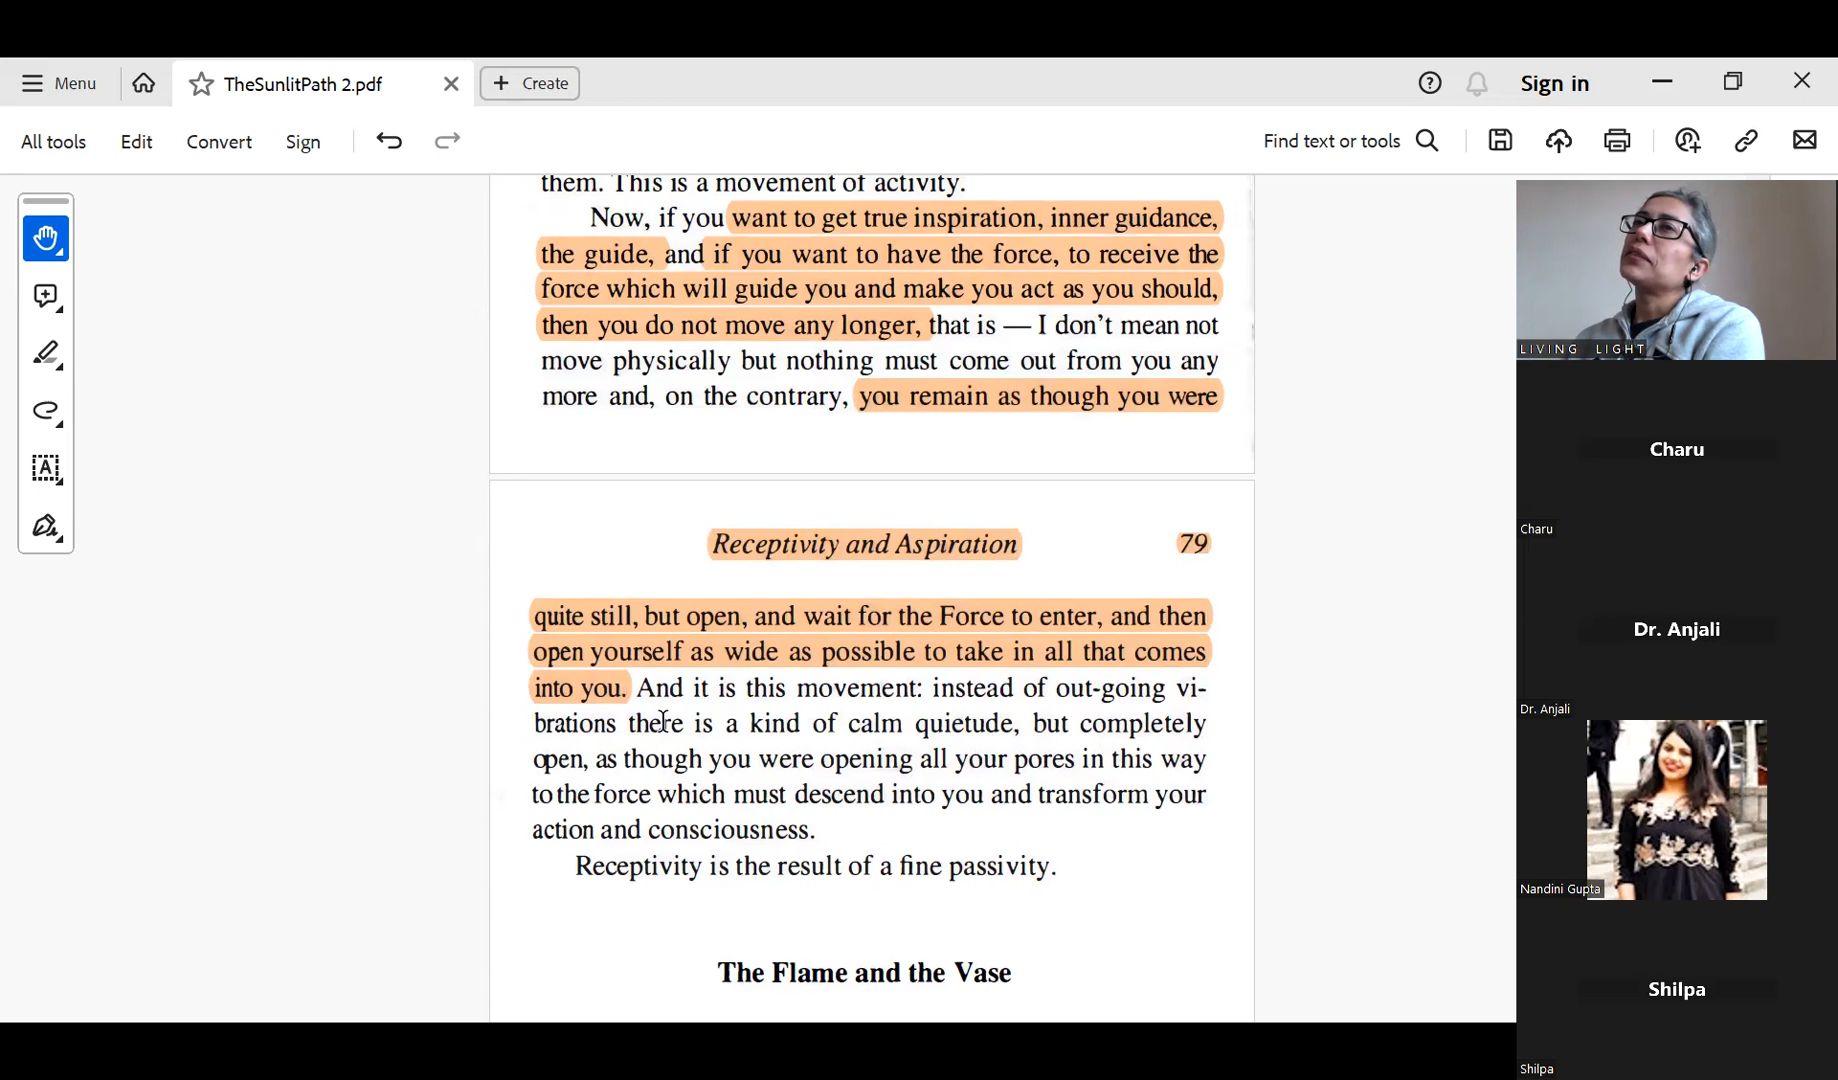 Menu
TheSunlitPath 2.pdf
Create
Sign in
All tools
Edit
Convert
Sign
Find text or tools
them. This is a movement of activity.
Now, if you want to get true inspiration, inner guidance,
the guide, and if you want to have the force, to receive the
force which will guide you and make you act as you should,
then you do not move any longer, that is — I don't mean not
move physically but nothing must come out from you any
more and, on the contrary, you remain as though you were
Receptivity and Aspiration 79
quite still, but open, and wait for the Force to enter, and then
open yourself as wide as possible to take in all that comes
into you. And it is this movement: instead of out-going vi-
brations there is a kind of calm quietude, but completely
open, as though you were opening all your pores in this way
to the force which must descend into you and transform your
action and consciousness.
Receptivity is the result of a fine passivity.
The Flame and the Vase
LIVING LIGHT
Charu
Charu
Dr. Anjali
Dr. Anjali
Nandini Gupta
Shilpa
Shilpa